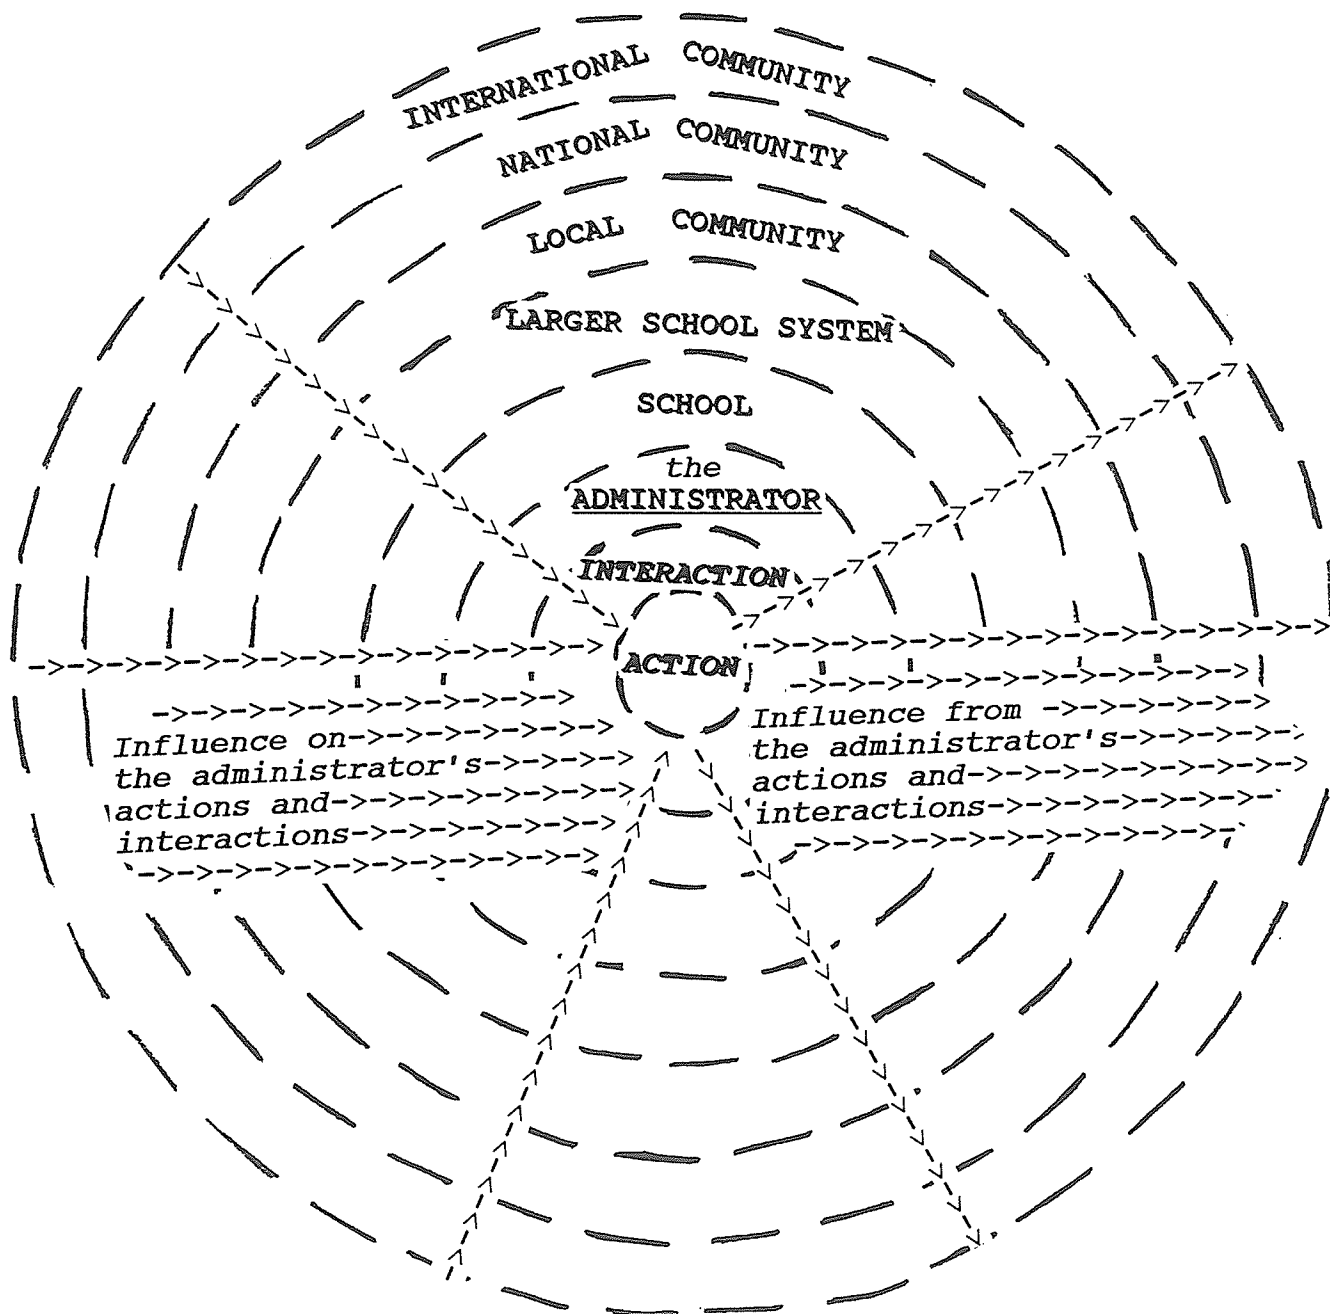 INTERNATIONAL COMMUNITY
NATIONAL COMMUNITY
LOCAL COMMUNITY
LARGER SCHOOL SYSTEM
SCHOOL
the
ADMINISTRATOR
INTERACTION
ACTION
Influence on
the administrator's
actions and
interactions
Influence from
the administrator's
actions and
interactions